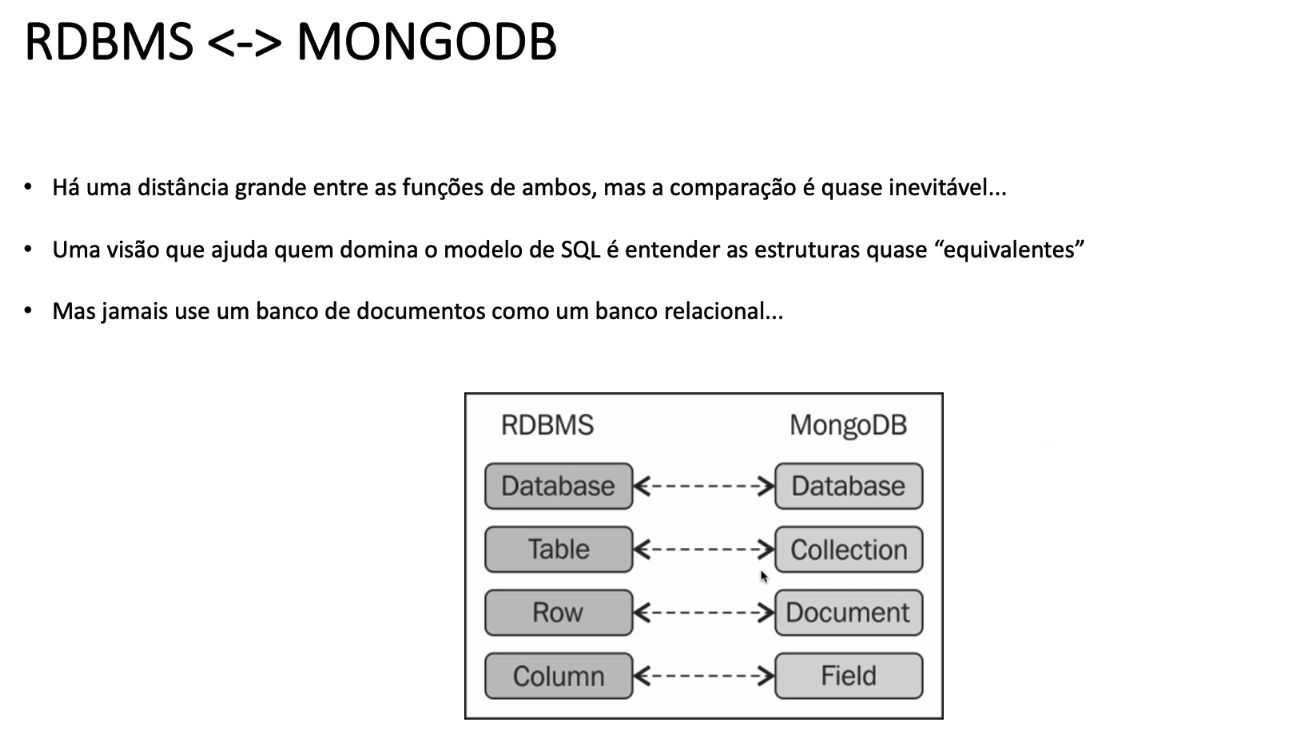 RDBMS <-> MONGODB
• Há uma distância grande entre as funções de ambos, mas a comparação é quase inevitável...
• Uma visão que ajuda quem domina o modelo de SQL é entender as estruturas quase “equivalentes”
• Mas jamais use um banco de documentos como um banco relacional...
RDBMS MongoDB
Database Database
Table Collection
Row Document
Column Field